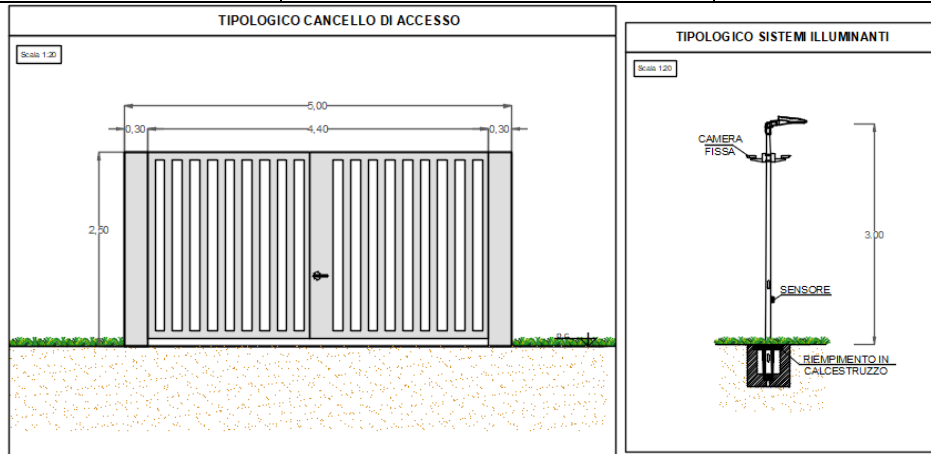 TIPOLOGICO CANCELLO DI ACCESSO
Scala 1:20
5,00
0,30
4,40
0,30
2,50
TIPOLOGICO SISTEMI ILLUMINANTI
Scala 1:20
CAMERA
FISSA
3,00
SENSORE
RIEMPIMENTO IN
CALCESTRUZZO